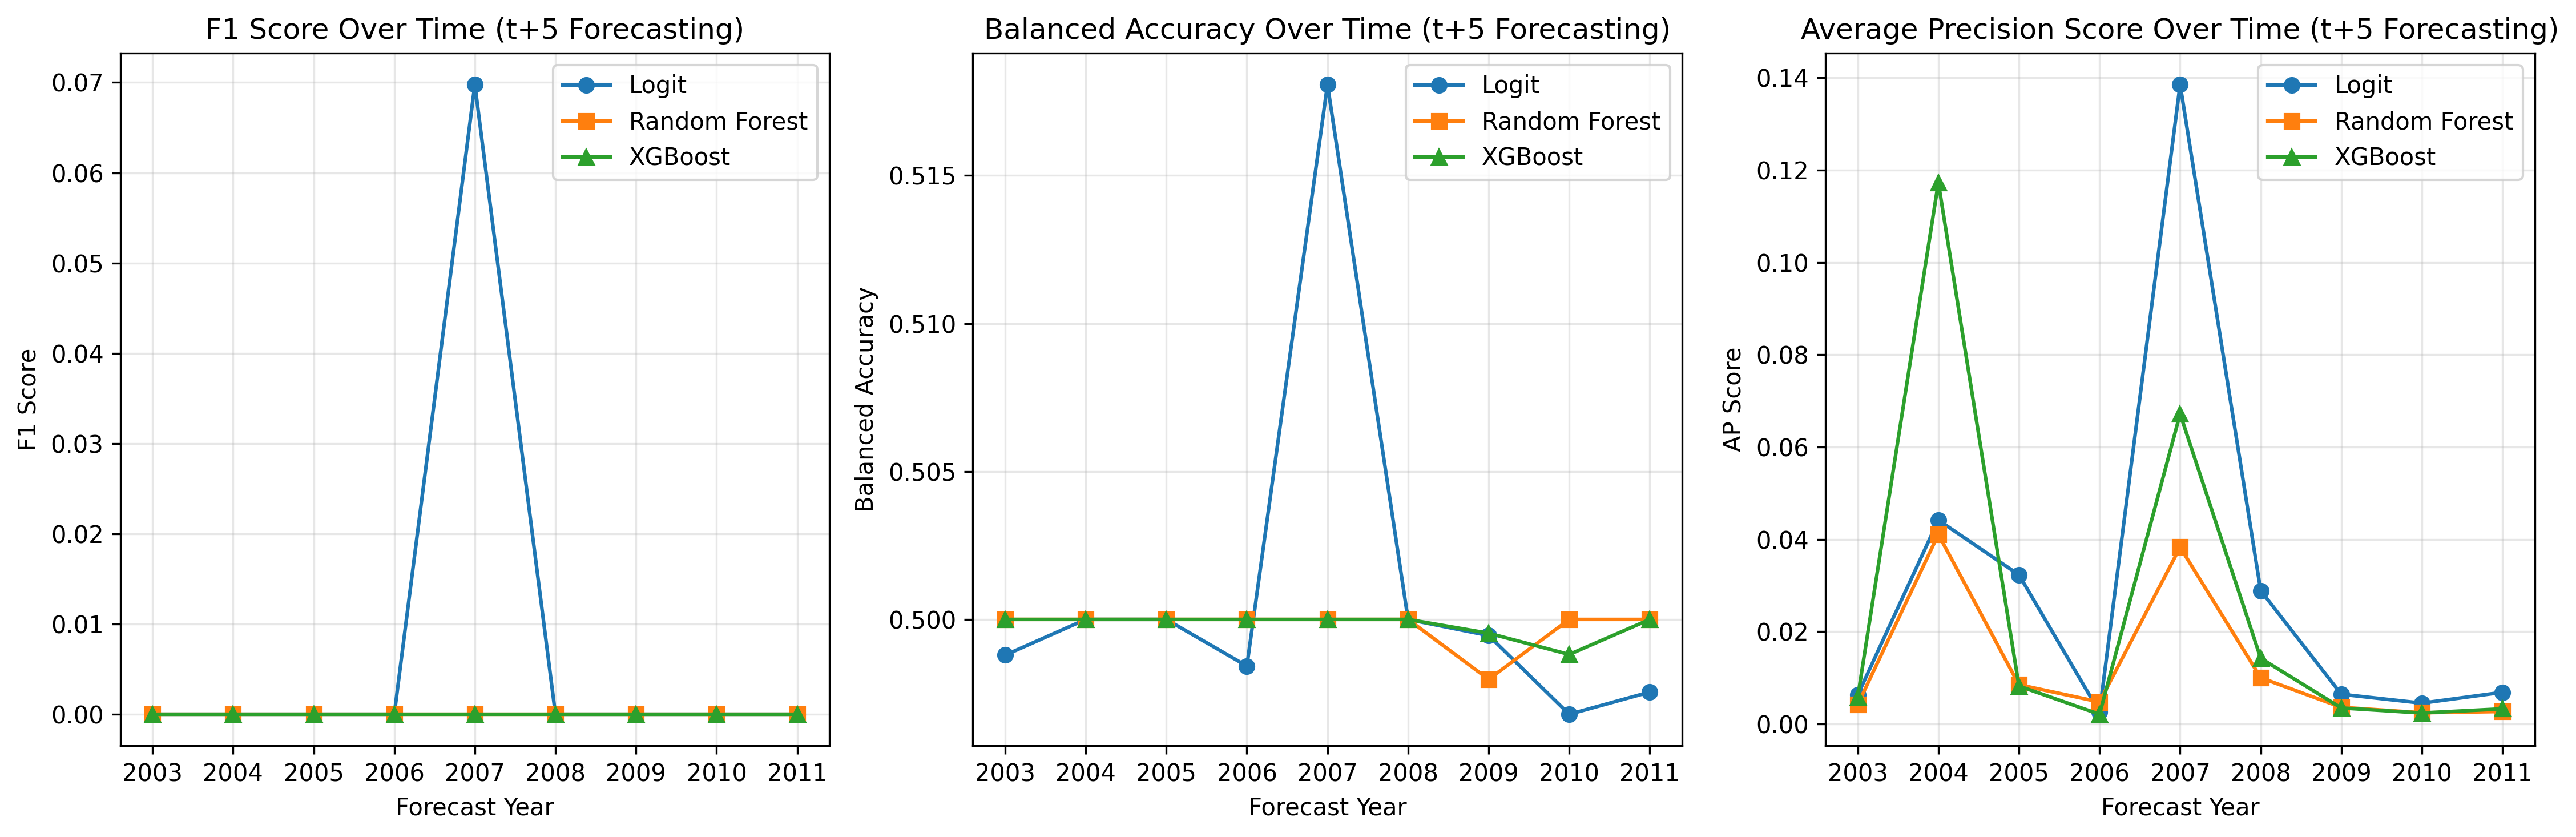 F1 Score Over Time (t+5 Forecasting)
0.07
0.06
0.05
0.04
0.03
0.02
0.01
0.00
F1 Score
Logit
Random Forest
XGBoost
2003 2004 2005 2006 2007 2008 2009 2010 2011
Forecast Year
Balanced Accuracy Over Time (t+5 Forecasting)
0.515
0.510
0.505
0.500
Balanced Accuracy
Logit
Random Forest
XGBoost
2003 2004 2005 2006 2007 2008 2009 2010 2011
Forecast Year
Average Precision Score Over Time (t+5 Forecasting)
0.14
0.12
0.10
0.08
0.06
0.04
0.02
0.00
AP Score
Logit
Random Forest
XGBoost
2003 2004 2005 2006 2007 2008 2009 2010 2011
Forecast Year